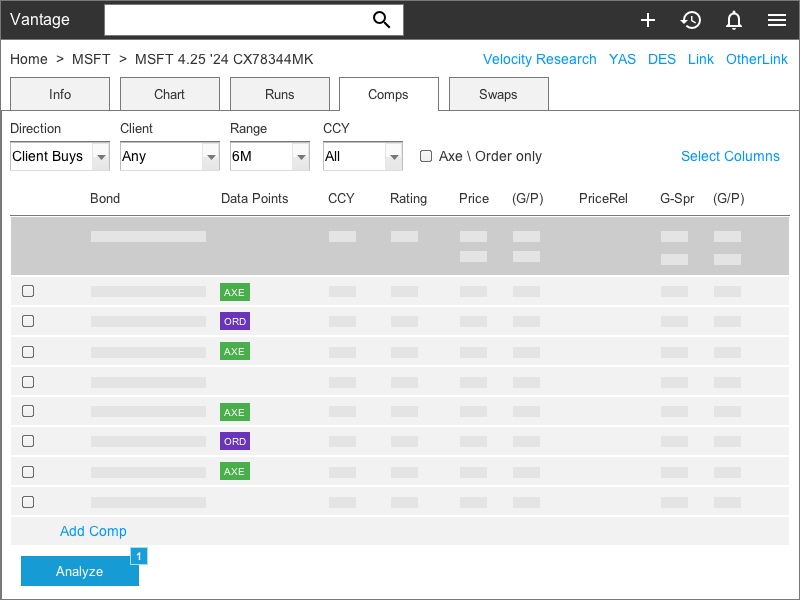 Vantage
Home > MSFT > MSFT 4.25 '24 CX78344MK
Velocity Research YAS DES Link OtherLink
Info Chart Runs Comps Swaps
Direction Client Range CCY
Client Buys Any 6M All Axe \ Order only Select Columns
Bond Data Points CCY Rating Price (G/P) PriceRel G-Spr (G/P)
AXE
ORD
AXE
AXE
ORD
AXE
Add Comp
1
Analyze